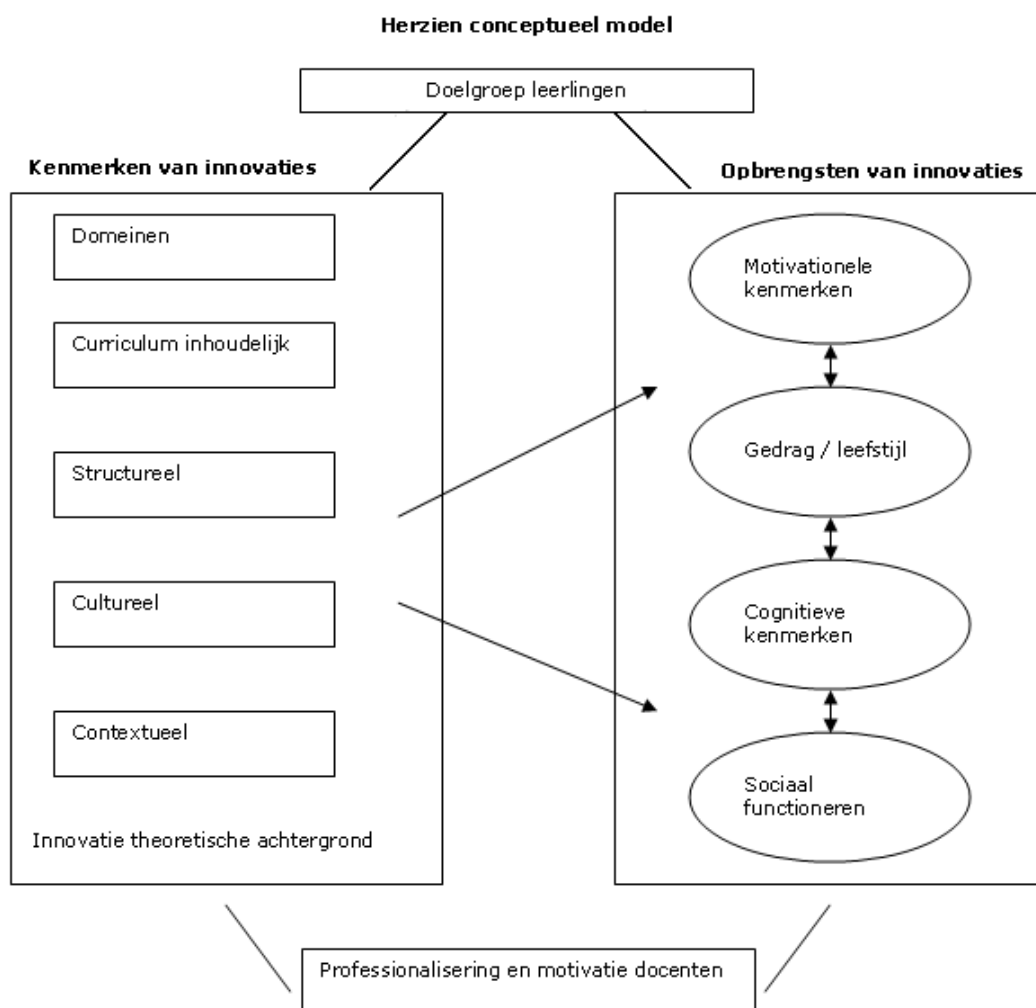 Herzien conceptueel model
Doelgroep leerlingen
Kenmerken van innovaties
Domeinen
Curriculum inhoudelijk
Structureel
Cultureel
Contextueel
Innovatie theoretische achtergrond
Opbrengsten van innovaties
Motivationele
kenmerken
Gedrag / leefstijl
Cognitieve
kenmerken
Sociaal
functioneren
Professionalisering en motivatie docenten